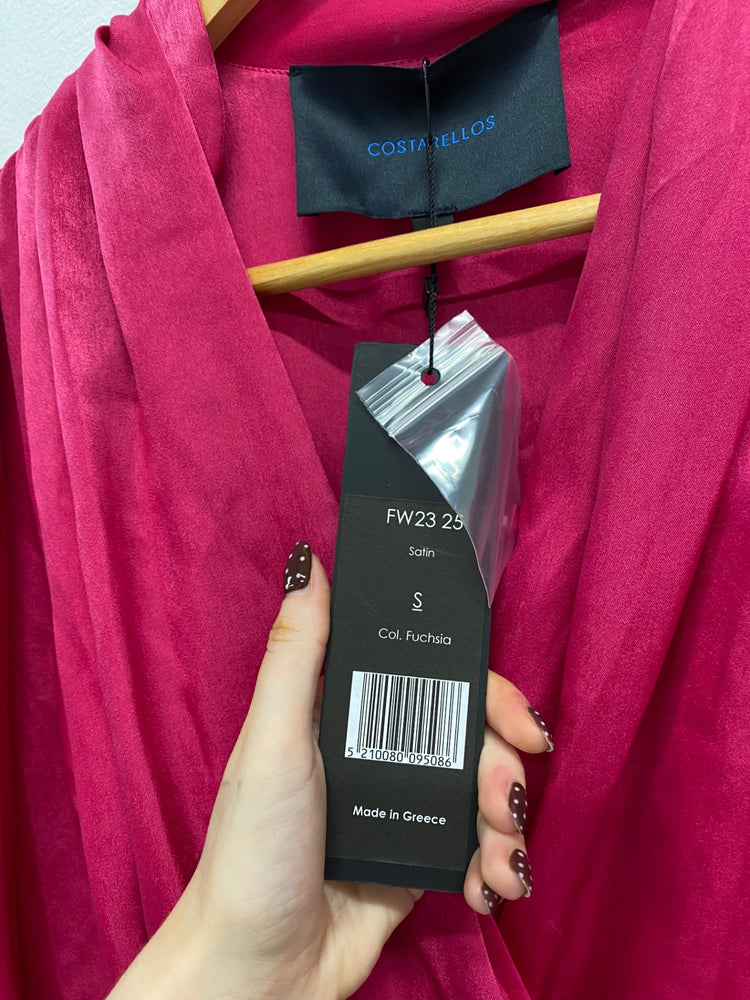 COSTARELLOS
FW23 25
Satin
S
Col. Fuchsia
5 210080 095086
Made in Greece